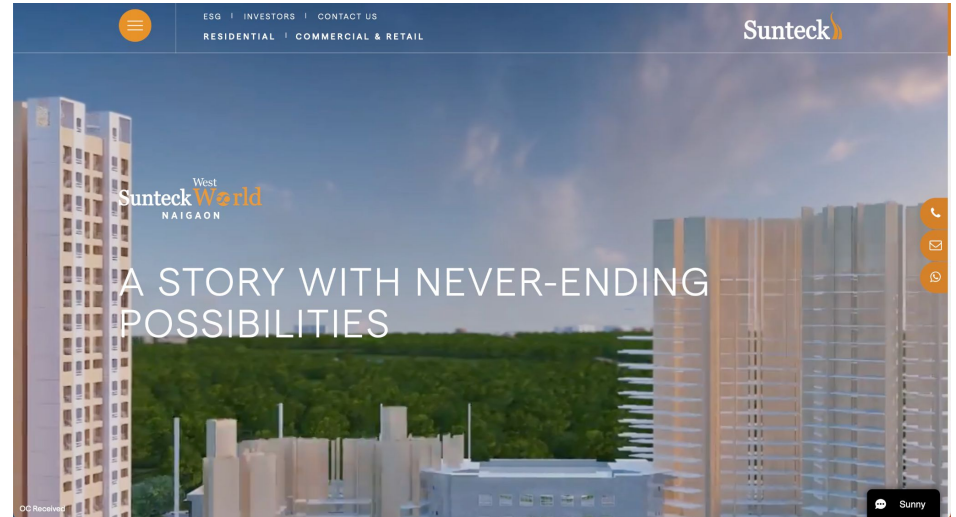 ESG | INVESTORS | CONTACT US
RESIDENTIAL | COMMERCIAL & RETAIL
Sunteck
West
Sunteck World
NAIGAON
A STORY WITH NEVER-ENDING
POSSIBILITIES
OC Received
Sunny